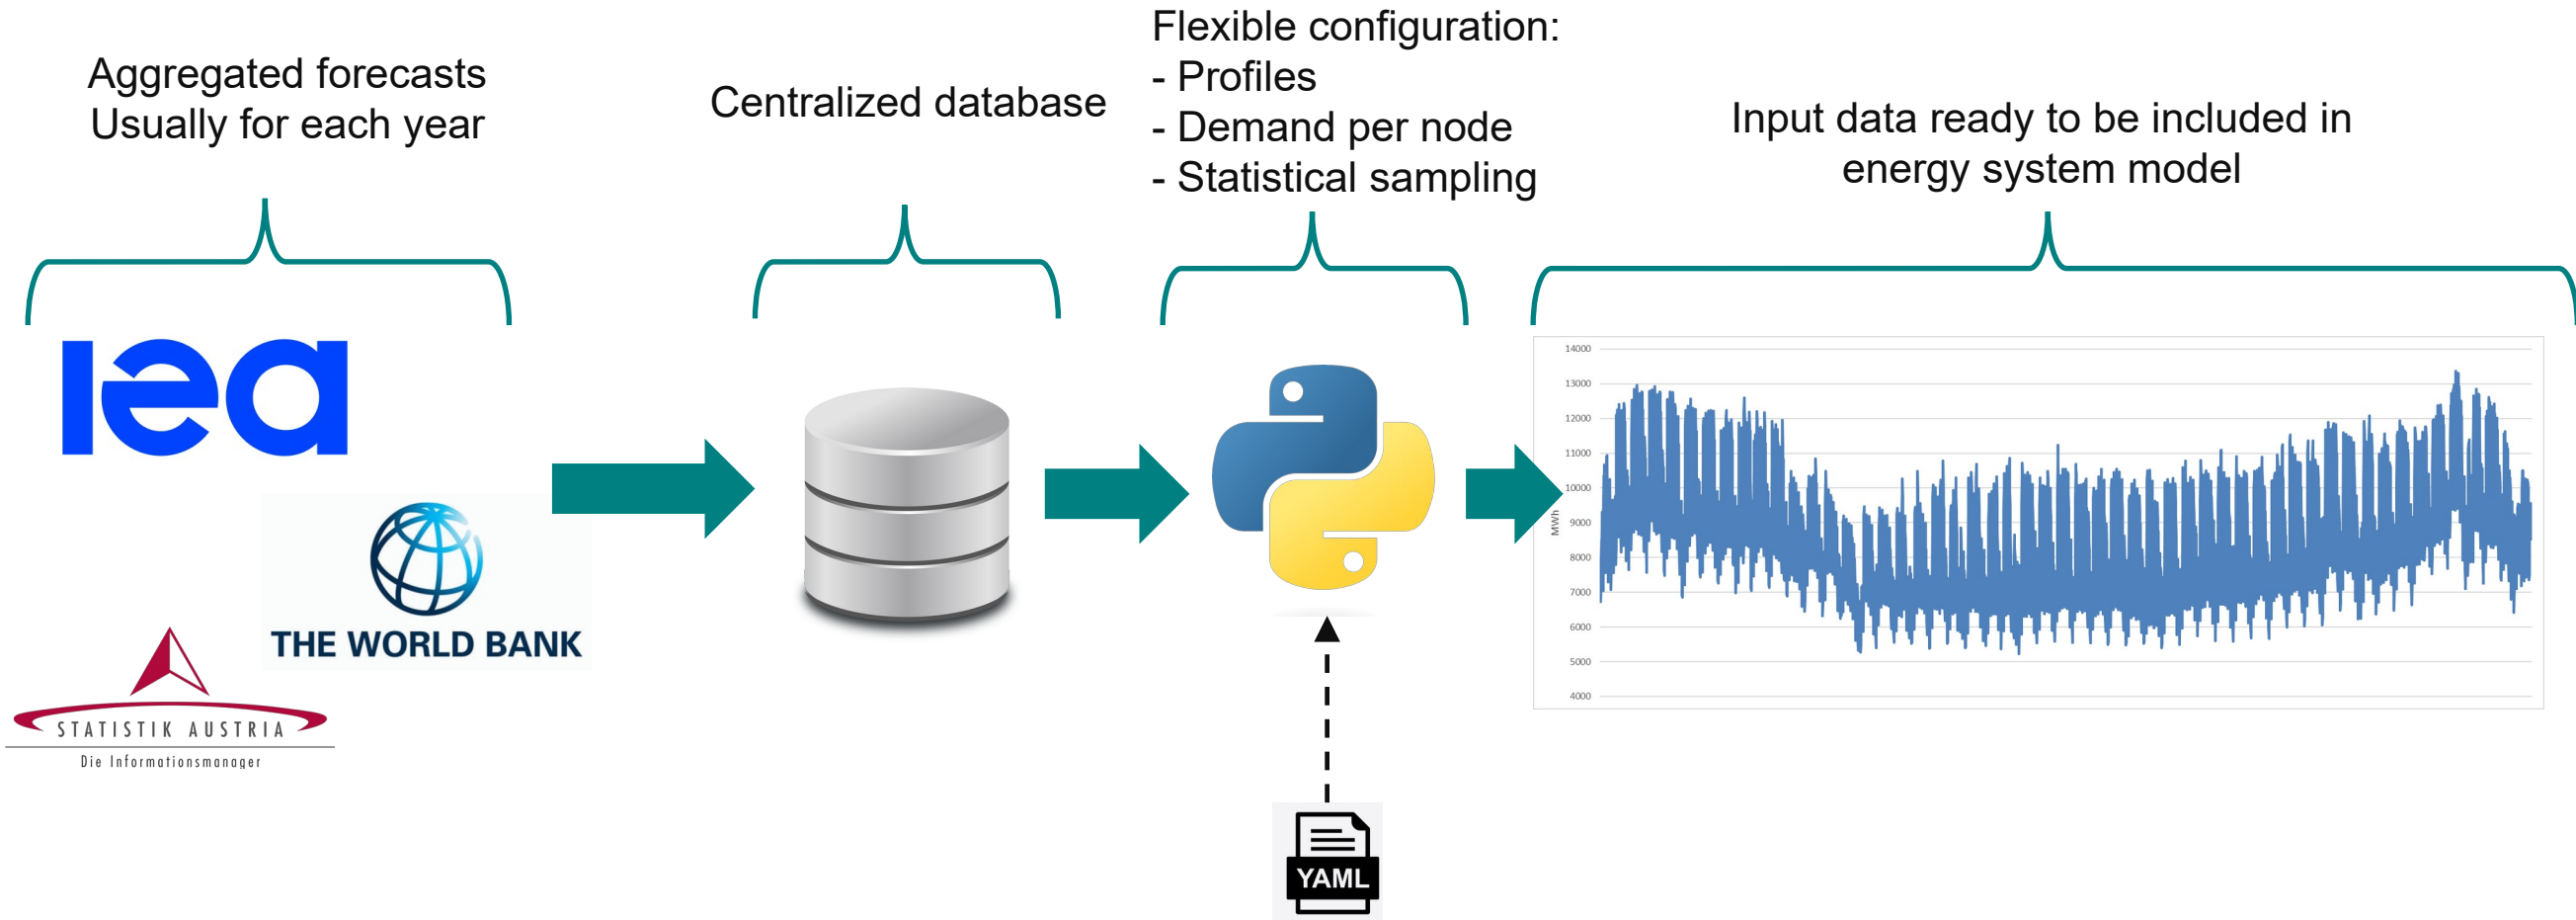 Aggregated forecasts
Usually for each year
Centralized database
Flexible configuration:
- Profiles
- Demand per node
- Statistical sampling
Input data ready to be included in
energy system model
iea
THE WORLD BANK
STATISTIK AUSTRIA
Die Informationsmanager
14000
13000
12000
11000
10000
9000
8000
7000
6000
5000
4000
MWh
YAML